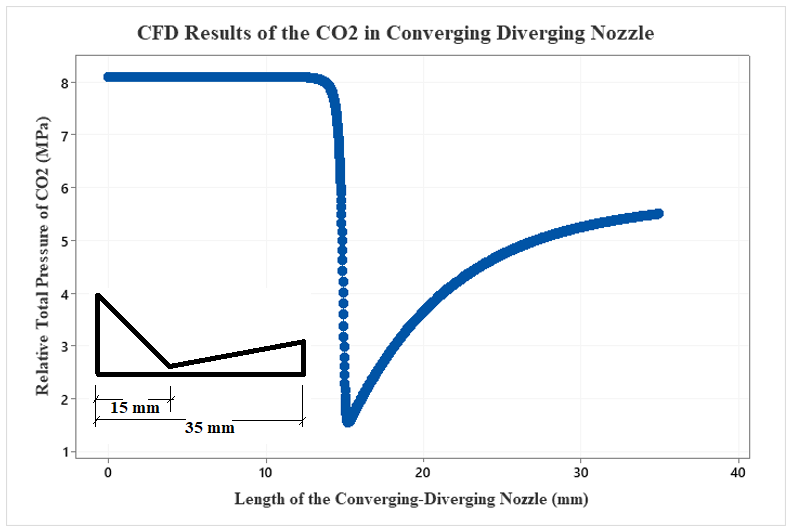 CFD Results of the CO2 in Converging Diverging Nozzle
Relative Total Pressure of CO2 (MPa)
8
7
6
5
4
3
2
1
15 mm
35 mm
0
10
20
30
40
Length of the Converging-Diverging Nozzle (mm)